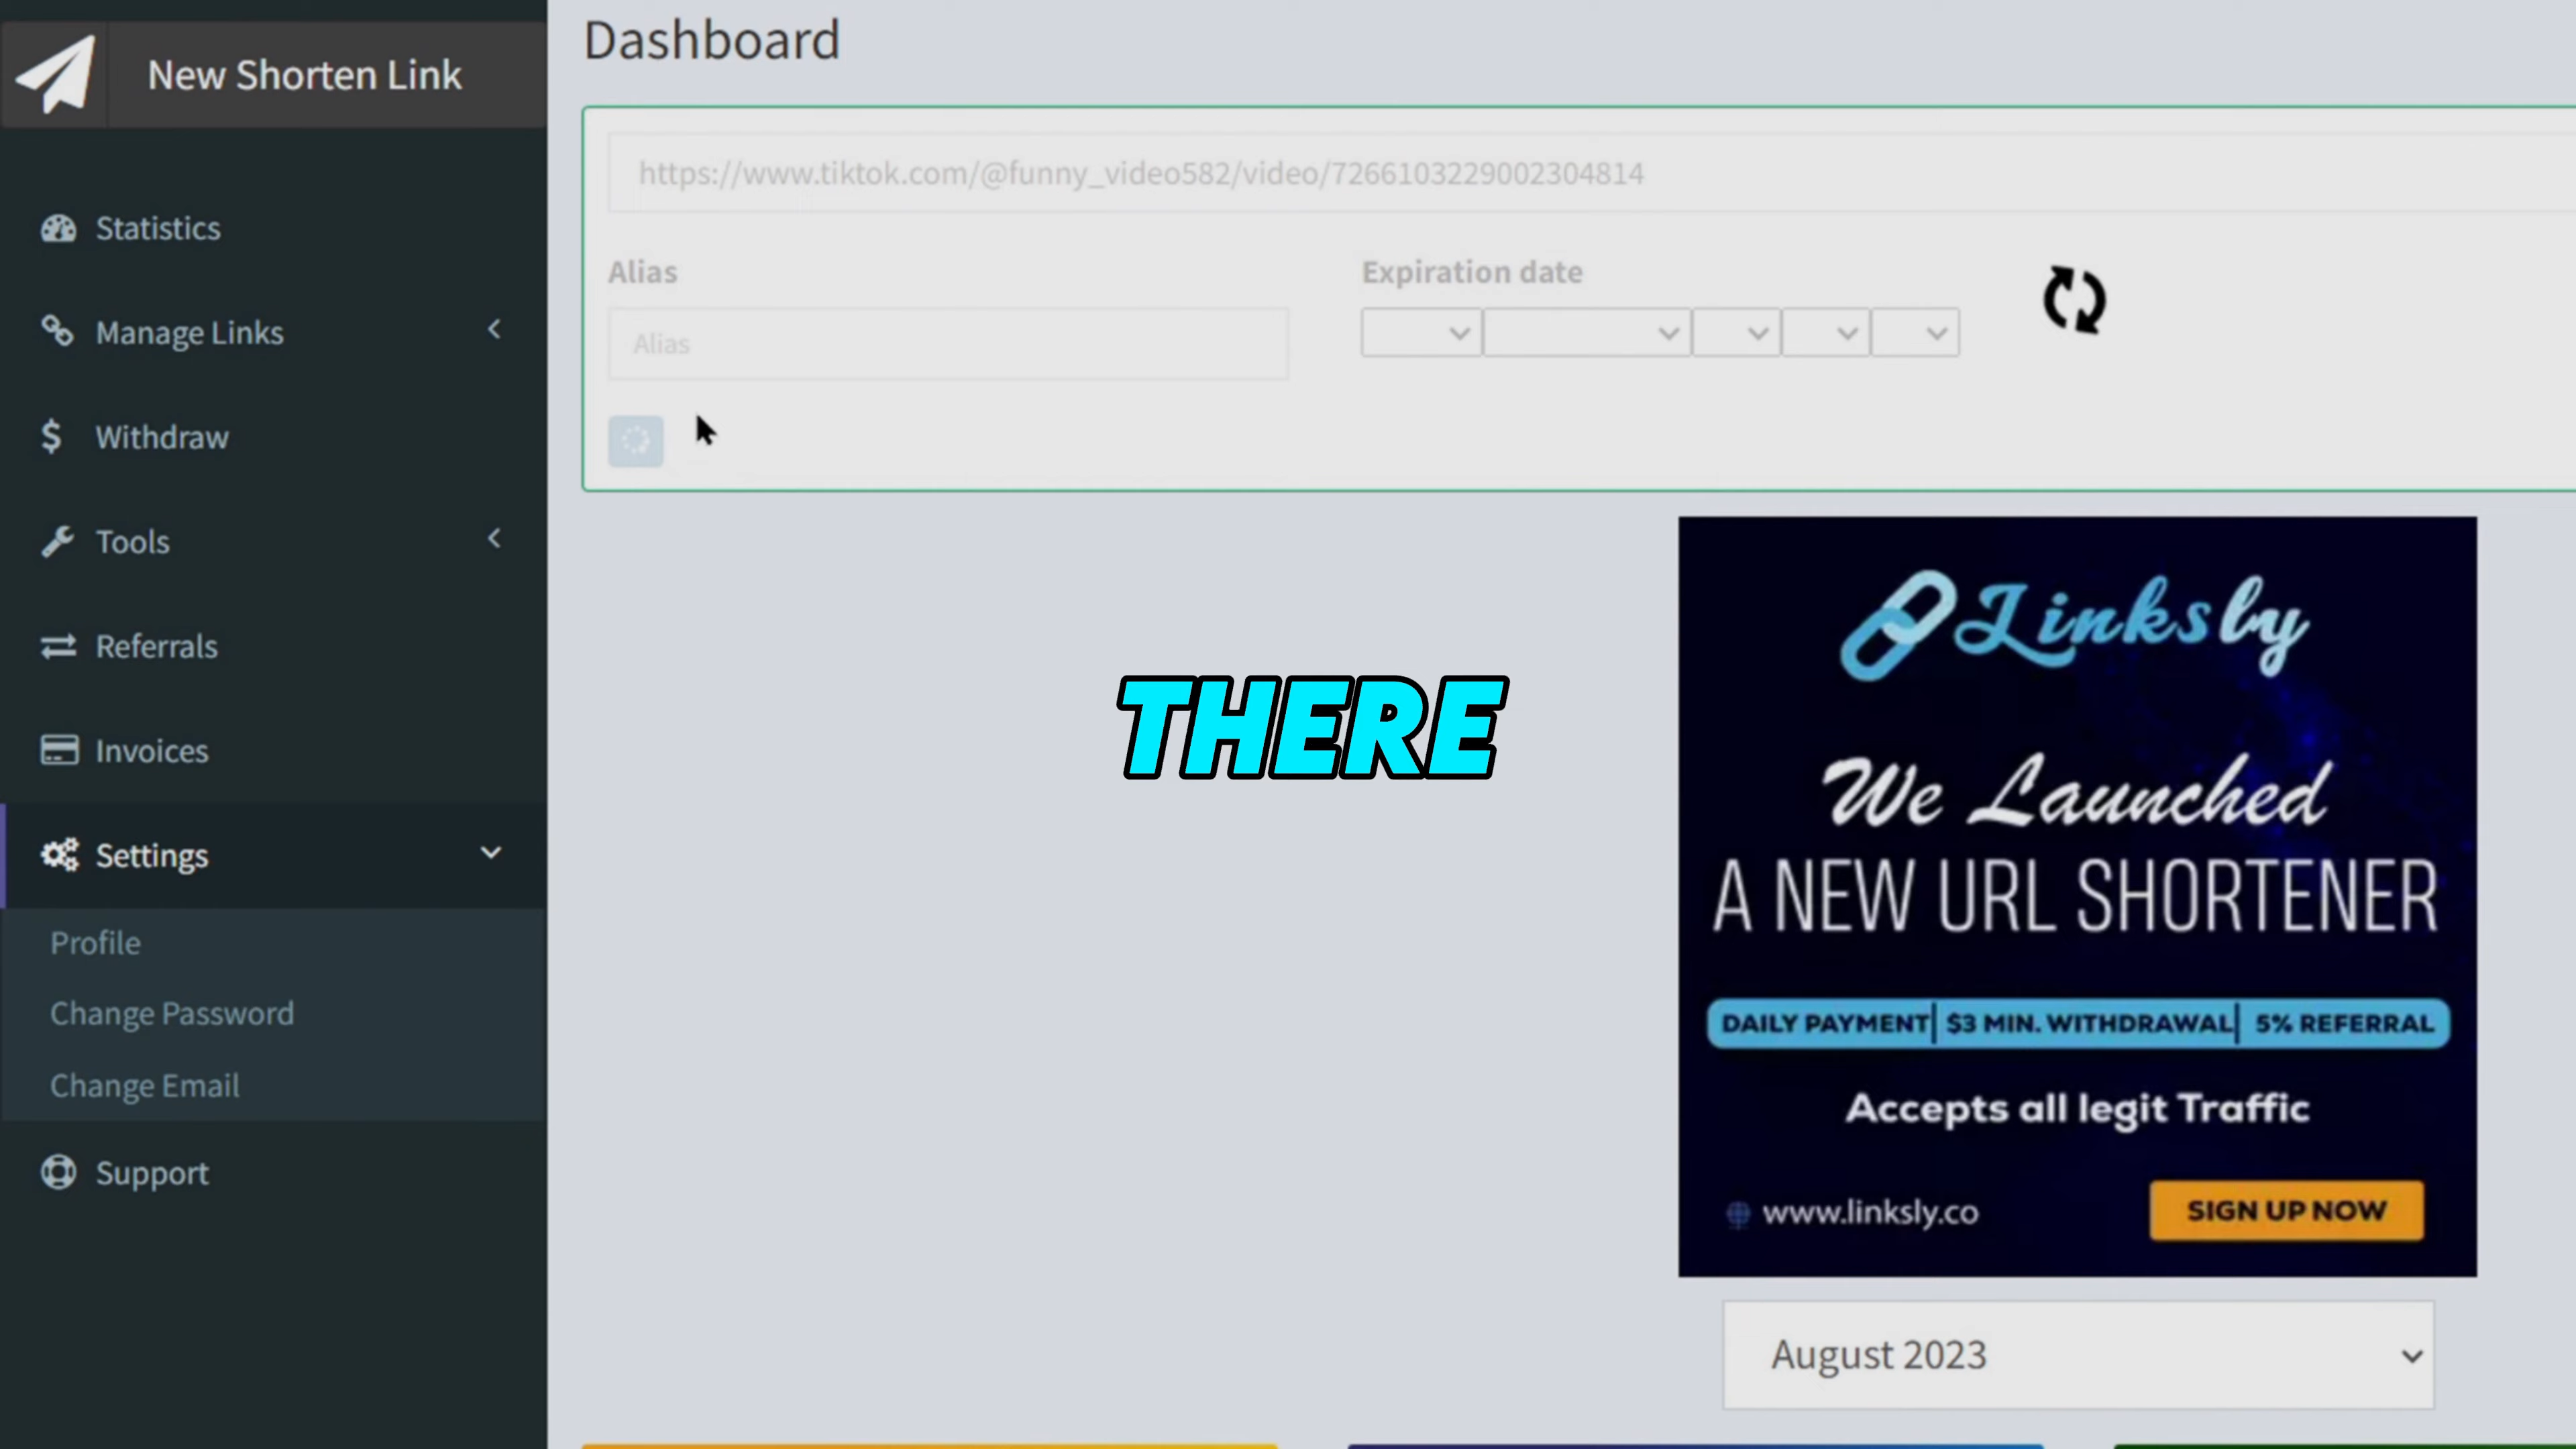 New Shorten Link
Statistics
Manage Links
Withdraw
Tools
Referrals
Invoices
Settings
Profile
Change Password
Change Email
Support
Dashboard
https://www.tiktok.com/@funny_video582/video/7266103229002304814
Alias
Expiration date
Alias
THERE
Linksly
We Launched
A NEW URL SHORTENER
DAILY PAYMENT| $3 MIN. WITHDRAWAL| 5% REFERRAL
Accepts all legit Traffic
www.linksly.co
SIGN UP NOW
August 2023